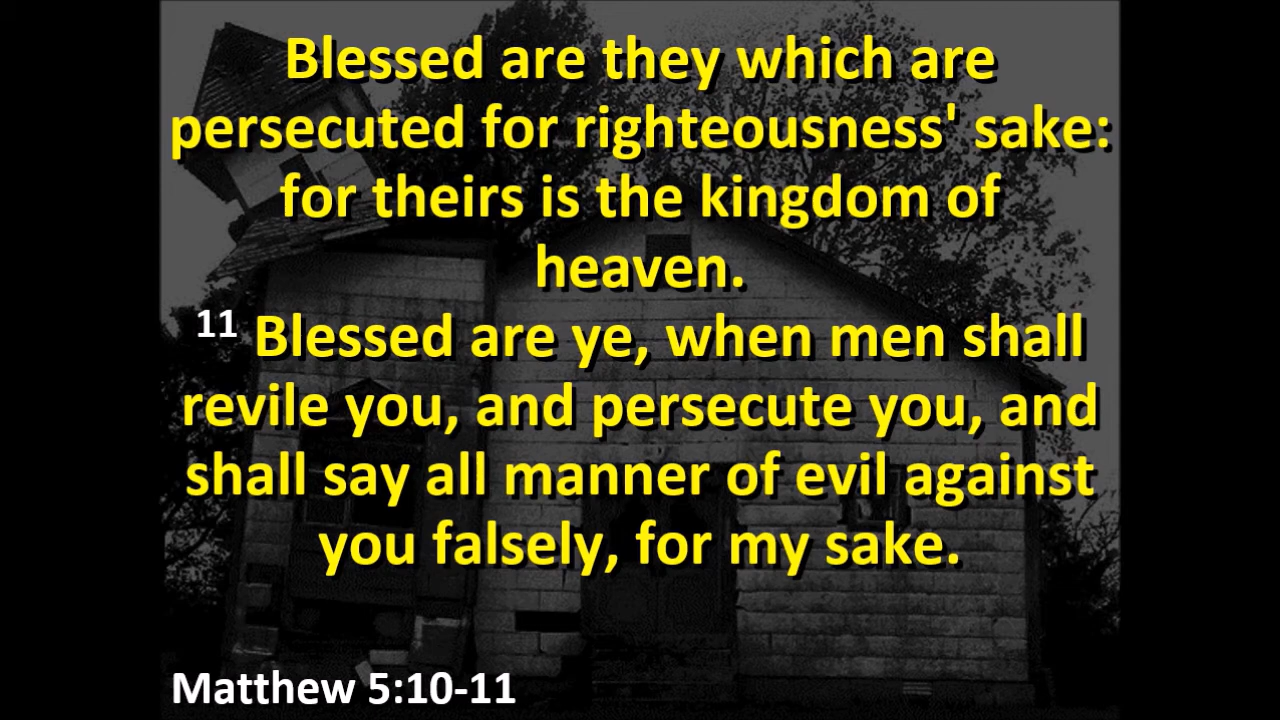 Blessed are they which are
persecuted for righteousness' sake:
for theirs is the kingdom of
heaven.
11 Blessed are ye, when men shall
revile you, and persecute you, and
shall say all manner of evil against
you falsely, for my sake.
Matthew 5:10-11